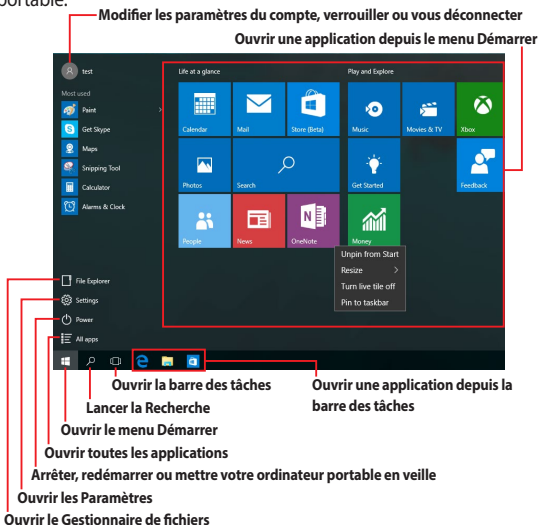 portable.
Modifier les paramètres du compte, verrouiller ou vous déconnecter
Ouvrir une application depuis le menu Démarrer
test
Life at a glance
Play and Explore
Most used
Paint
Get Skype
Maps
Snipping Tool
Calculator
Alarms & Clock
Calendar
Mail
Store (Beta)
Music
Movies & TV
Xbox
Photos
Search
Get Started
Feedback
People
News
OneNote
Money
Unpin from Start
Resize
Turn live tile off
Pin to taskbar
File Explorer
Settings
Power
All apps
Ouvrir la barre des tâches
Ouvrir une application depuis la
barre des tâches
Lancer la Recherche
Ouvrir le menu Démarrer
Ouvrir toutes les applications
Arrêter, redémarrer ou mettre votre ordinateur portable en veille
Ouvrir les Paramètres
Ouvrir le Gestionnaire de fichiers